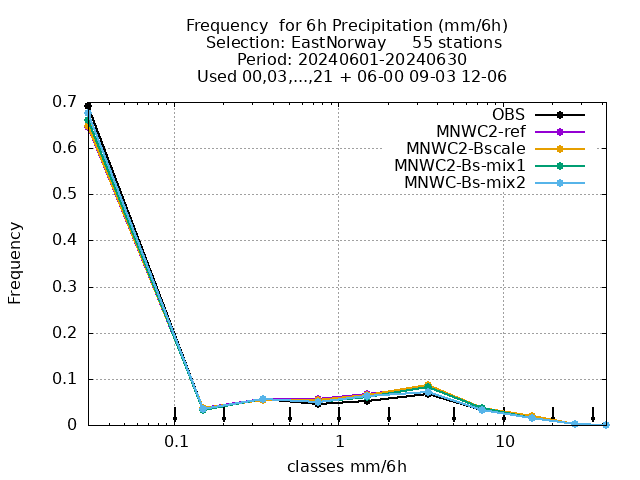 Frequency  for 6h Precipitation (mm/6h)
Selection: EastNorway     55 stations
Period: 20240601-20240630
Used 00,03,...,21 + 06-00 09-03 12-06
OBS
MNWC2-ref
MNWC2-Bscale
MNWC2-Bs-mix1
MNWC-Bs-mix2
0.7
0.6
0.5
0.4
0.3
0.2
0.1
0
Frequency
0.1 1 10
classes mm/6h